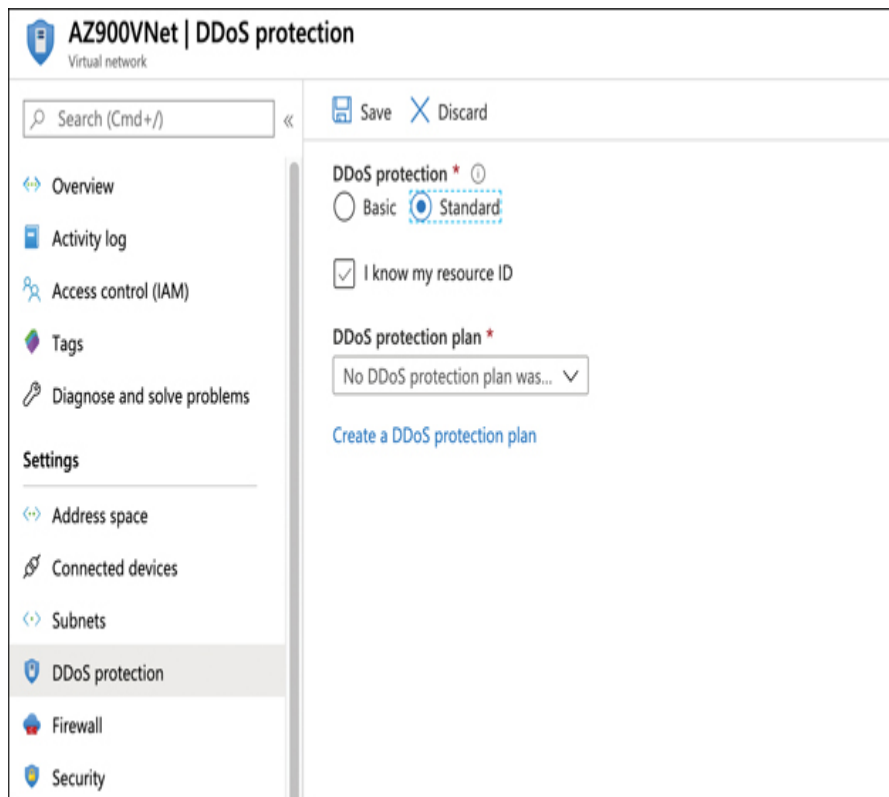 AZ900VNet | DDoS protection
Virtual network
Search (Cmd+/)
«
Overview
Activity log
Access control (IAM)
Tags
Diagnose and solve problems
Settings
Address space
Connected devices
Subnets
DDoS protection
Firewall
Security
Save Discard
DDoS protection *
Basic Standard
I know my resource ID
DDoS protection plan *
No DDoS protection plan was...
Create a DDoS protection plan